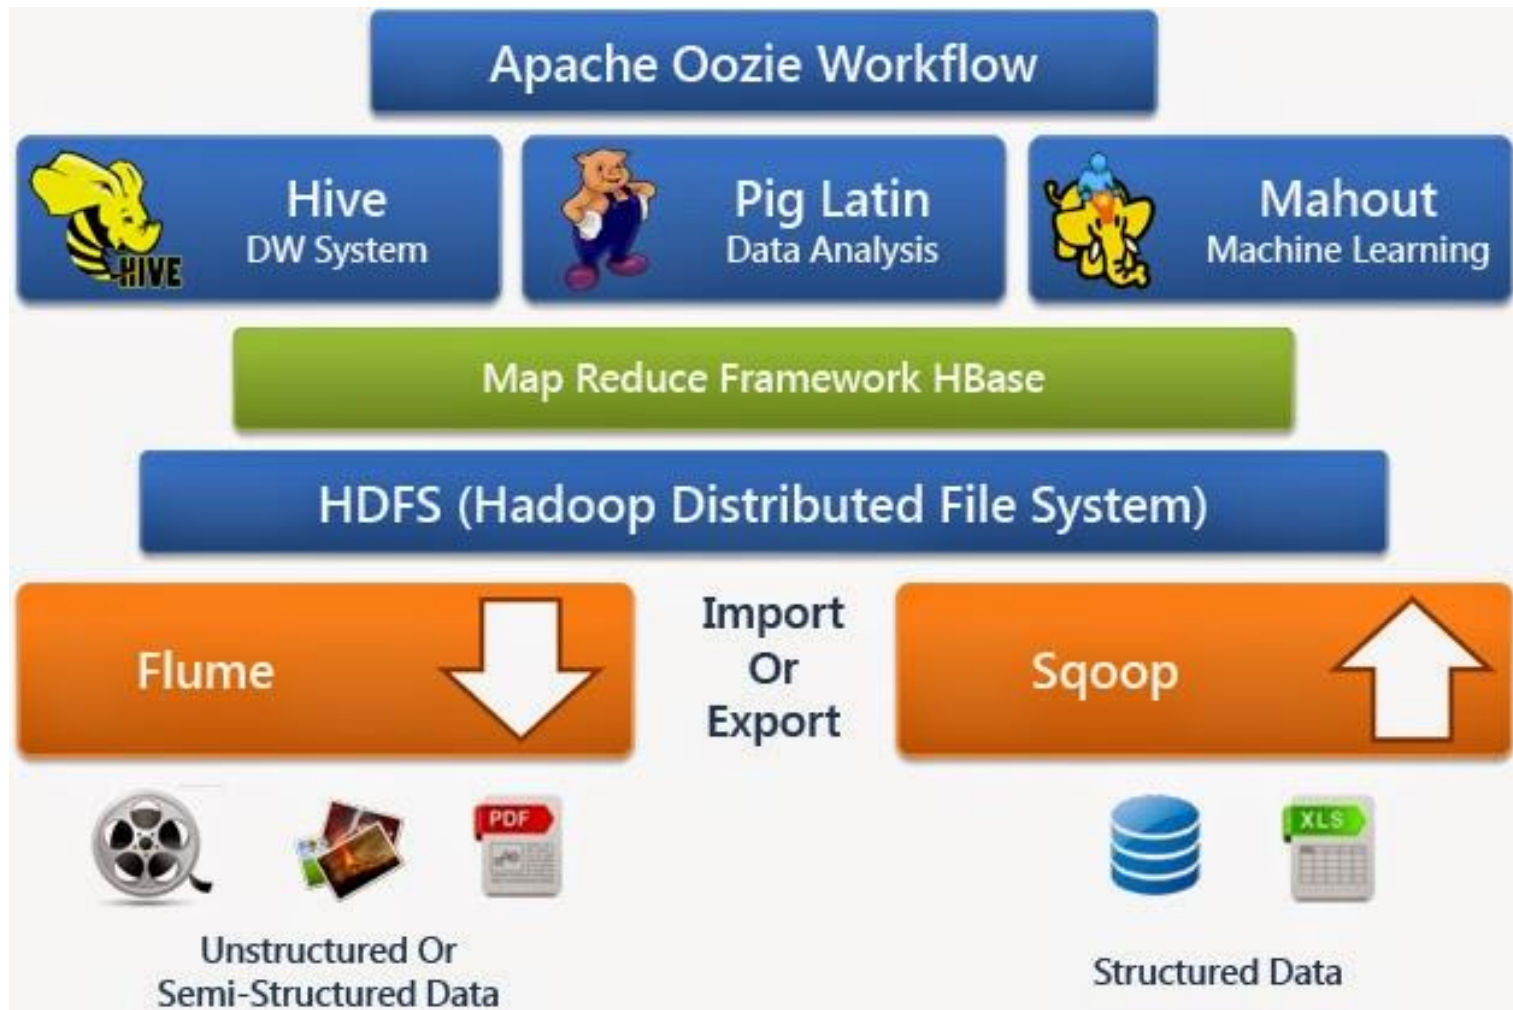 Apache Oozie Workflow
HIVE
Hive
DW System
Pig Latin
Data Analysis
Mahout
Machine Learning
Map Reduce Framework HBase
HDFS (Hadoop Distributed File System)
Flume
Import
Or
Export
Sqoop
PDF
XLS
Unstructured Or
Semi-Structured Data
Structured Data